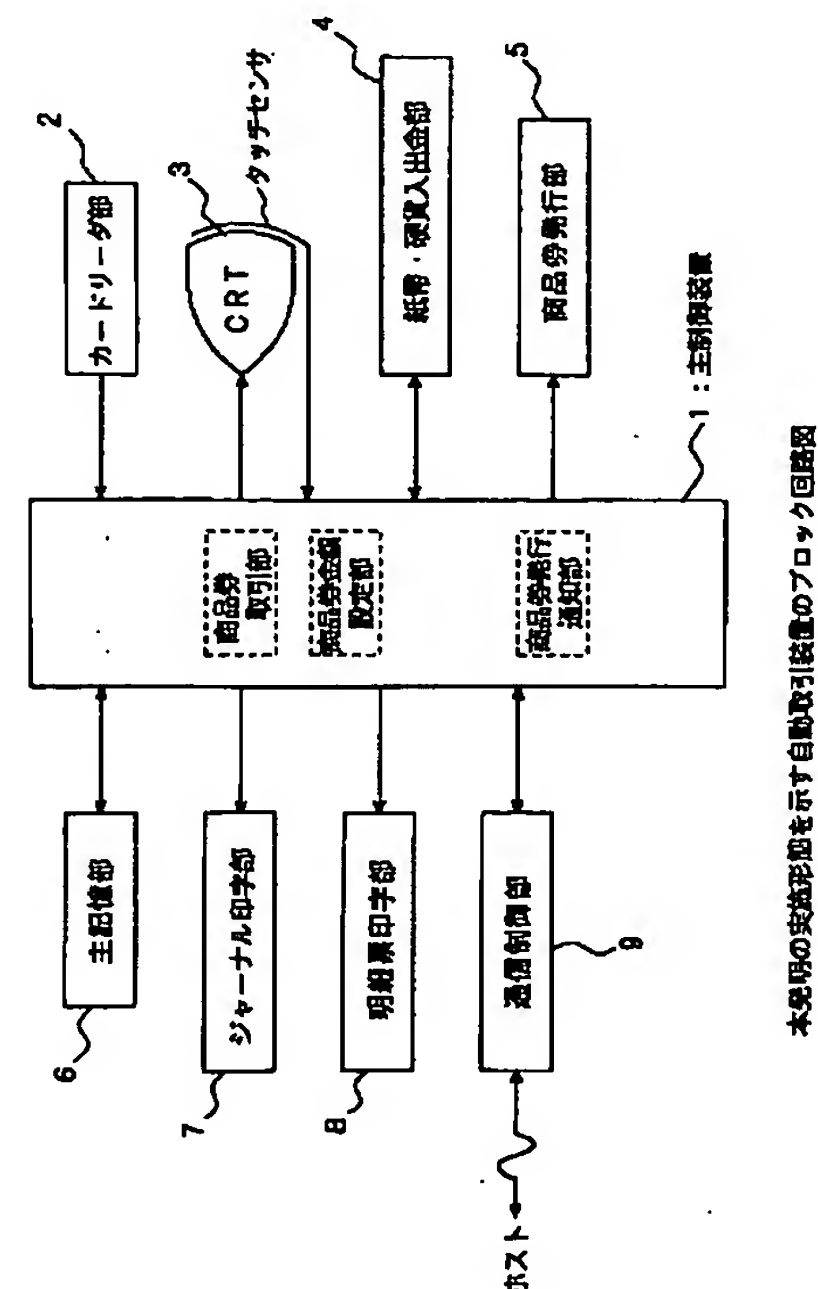 2
カードリーダ部
3
タッチセンサ
CRT
4
紙幣・硬貨入出金部
5
商品券発行部
1:主制御装置
商品券
取引部
商品券金額
設定部
商品券発行
通知部
6
主記憶部
7
ジャーナル印字部
8
明細票印字部
9
通信制御部
ホスト
本発明の実施形態を示す自動取引装置のブロック回路図